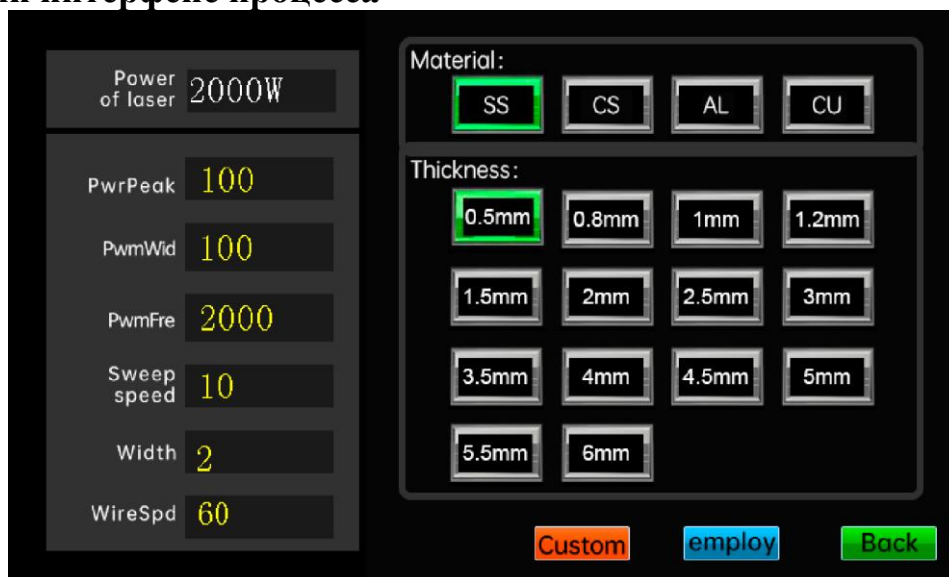 интерфейс процесса
Power of laser 2000W
PwrPeak 100
PwmWid 100
PwmFre 2000
Sweep speed 10
Width 2
WireSpd 60
Material:
SS CS AL CU
Thickness:
0.5mm 0.8mm 1mm 1.2mm
1.5mm 2mm 2.5mm 3mm
3.5mm 4mm 4.5mm 5mm
5.5mm 6mm
Custom employ Back